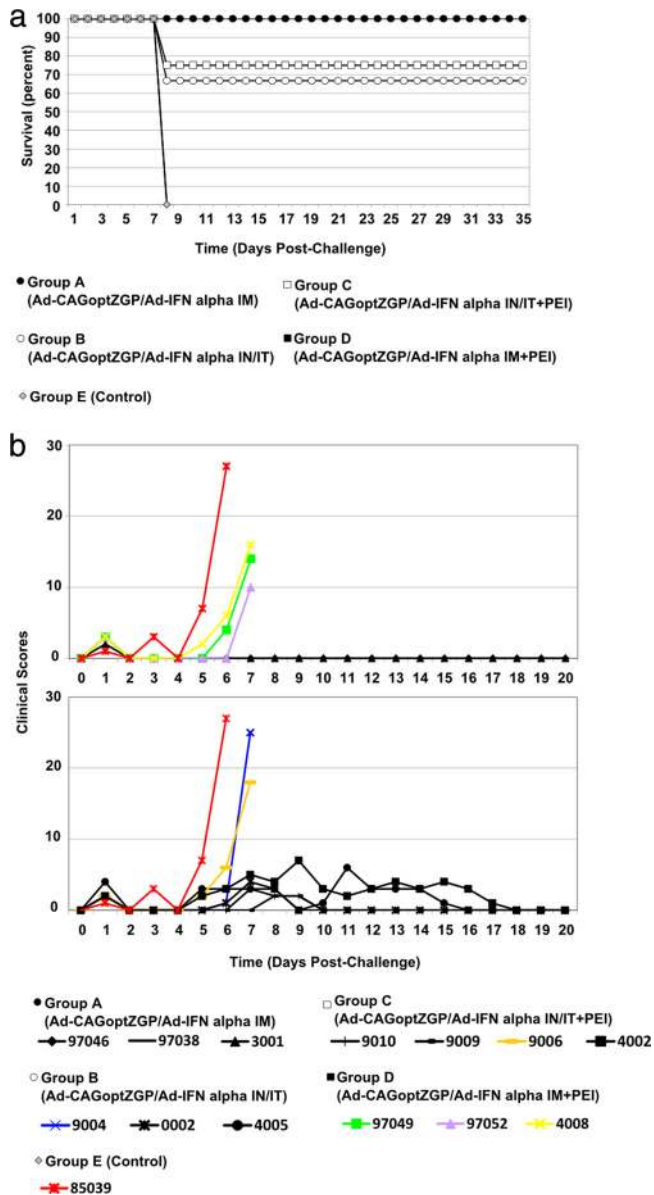 a
100
90
80
70
60
50
40
30
20
10
0
Survival (percent)
1 3 5 7 9 11 13 15 17 19 21 23 25 27 29 31 33 35
Time (Days Post-Challenge)
Group A
(Ad-CAGoptZGP/Ad-IFN alpha IM)
Group C
(Ad-CAGoptZGP/Ad-IFN alpha IN/IT+PEI)
Group B
(Ad-CAGoptZGP/Ad-IFN alpha IN/IT)
Group D
(Ad-CAGoptZGP/Ad-IFN alpha IM+PEI)
Group E (Control)
b
30
20
10
0
0 1 2 3 4 5 6 7 8 9 10 11 12 13 14 15 16 17 18 19 20
Clinical Scores
30
20
10
0
0 1 2 3 4 5 6 7 8 9 10 11 12 13 14 15 16 17 18 19 20
Time (Days Post-Challenge)
Group A
(Ad-CAGoptZGP/Ad-IFN alpha IM)
97046 97038 3001
Group C
(Ad-CAGoptZGP/Ad-IFN alpha IN/IT+PEI)
9010 9009 9006 4002
Group B
(Ad-CAGoptZGP/Ad-IFN alpha IN/IT)
9004 0002 4005
Group D
(Ad-CAGoptZGP/Ad-IFN alpha IM+PEI)
97049 97052 4008
Group E (Control)
85039